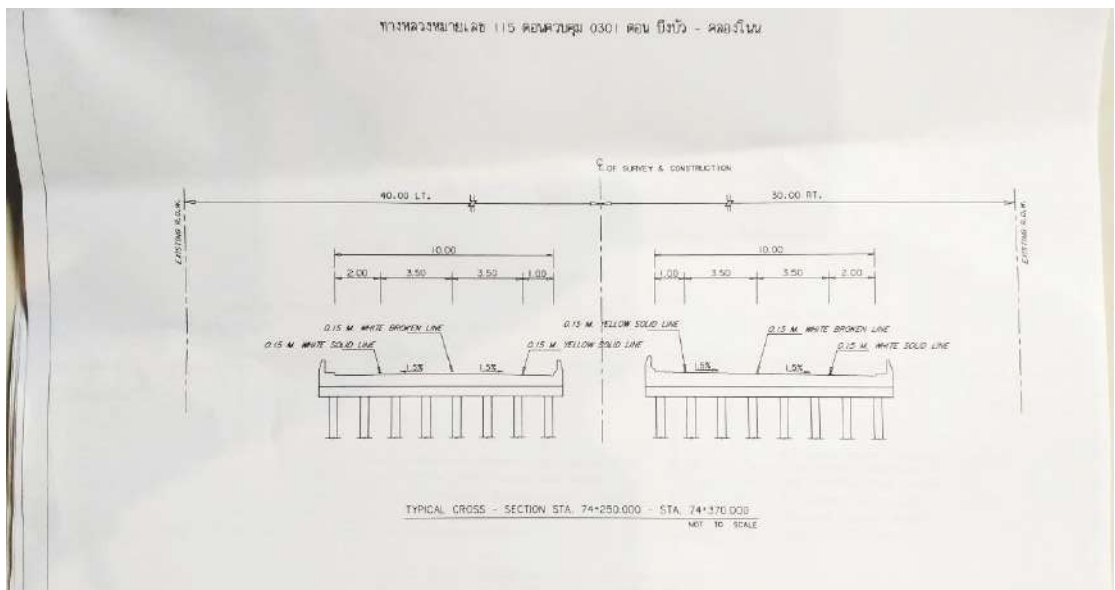 ทางหลวงหมายเลข 115 ตอนควบคุม 0301 ตอน บึงบัว - คลองโนน
C
L OF SURVEY & CONSTRUCTION
40.00 LT.
30.00 RT.
EXISTING R.O.W.
EXISTING R.O.W.
10.00
10.00
2.00 3.50 3.50 1.00
1.00 3.50 3.50 2.00
0.15 M. WHITE BROKEN LINE
0.15 M. YELLOW SOLID LINE
0.15 M. WHITE BROKEN LINE
0.15 M. WHITE SOLID LINE
0.15 M. YELLOW SOLID LINE
0.15 M. WHITE SOLID LINE
1.5% 1.5%
1.5% 1.5%
TYPICAL CROSS - SECTION STA. 74+250.000 - STA. 74+370.000
NOT TO SCALE